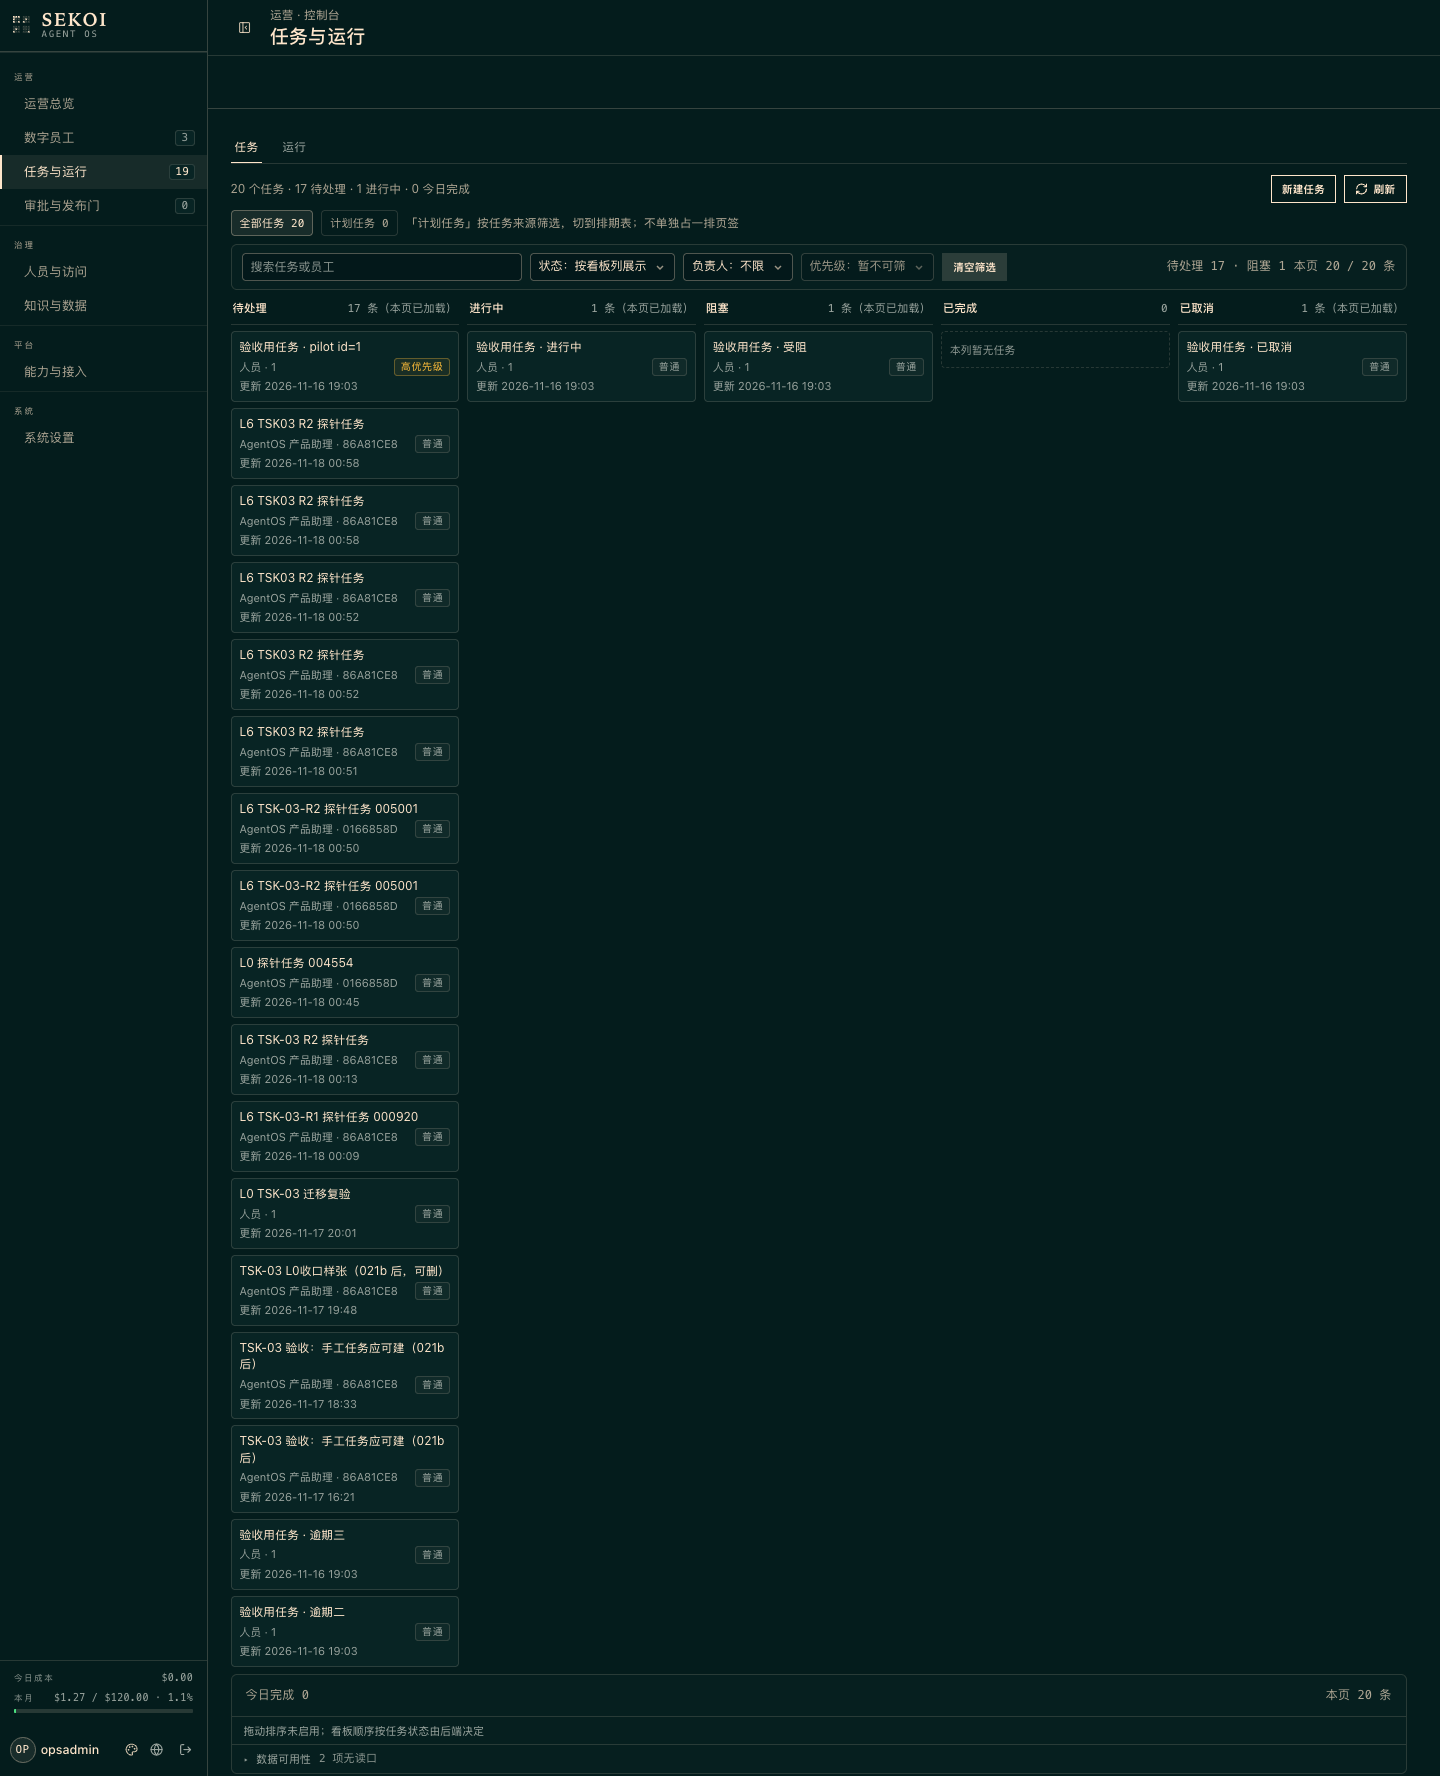 SEKOI
AGENT OS
运营
运营总览
数字员工 3
任务与运行 19
审批与发布门 0
治理
人员与访问
知识与数据
平台
能力与接入
系统
系统设置
今日成本 $0.00
本月 $1.27 / $120.00 · 1.1%
OP opsadmin
运营 · 控制台
任务与运行
任务 运行
20 个任务 · 17 待处理 · 1 进行中 · 0 今日完成
新建任务 刷新
全部任务 20 计划任务 0 「计划任务」按任务来源筛选，切到排期表；不单独占一排页签
搜索任务或员工 状态：按看板列展示 负责人：不限 优先级：暂不可筛 清空筛选 待处理 17 · 阻塞 1 本页 20 / 20 条
待处理 17 条（本页已加载）
验收用任务 · pilot id=1
人员 · 1 高优先级
更新 2026-11-16 19:03
L6 TSK03 R2 探针任务
AgentOS 产品助理 · 86A81CE8 普通
更新 2026-11-18 00:58
L6 TSK03 R2 探针任务
AgentOS 产品助理 · 86A81CE8 普通
更新 2026-11-18 00:58
L6 TSK03 R2 探针任务
AgentOS 产品助理 · 86A81CE8 普通
更新 2026-11-18 00:52
L6 TSK03 R2 探针任务
AgentOS 产品助理 · 86A81CE8 普通
更新 2026-11-18 00:52
L6 TSK03 R2 探针任务
AgentOS 产品助理 · 86A81CE8 普通
更新 2026-11-18 00:51
L6 TSK-03-R2 探针任务 005001
AgentOS 产品助理 · 0166858D 普通
更新 2026-11-18 00:50
L6 TSK-03-R2 探针任务 005001
AgentOS 产品助理 · 0166858D 普通
更新 2026-11-18 00:50
L0 探针任务 004554
AgentOS 产品助理 · 0166858D 普通
更新 2026-11-18 00:45
L6 TSK-03 R2 探针任务
AgentOS 产品助理 · 86A81CE8 普通
更新 2026-11-18 00:13
L6 TSK-03-R1 探针任务 000920
AgentOS 产品助理 · 86A81CE8 普通
更新 2026-11-18 00:09
L0 TSK-03 迁移复验
人员 · 1 普通
更新 2026-11-17 20:01
TSK-03 L0收口样张（021b 后，可删）
AgentOS 产品助理 · 86A81CE8 普通
更新 2026-11-17 19:48
TSK-03 验收：手工任务应可建（021b
后）
AgentOS 产品助理 · 86A81CE8 普通
更新 2026-11-17 18:33
TSK-03 验收：手工任务应可建（021b
后）
AgentOS 产品助理 · 86A81CE8 普通
更新 2026-11-17 16:21
验收用任务 · 逾期三
人员 · 1 普通
更新 2026-11-16 19:03
验收用任务 · 逾期二
人员 · 1 普通
更新 2026-11-16 19:03
进行中 1 条（本页已加载）
验收用任务 · 进行中
人员 · 1 普通
更新 2026-11-16 19:03
阻塞 1 条（本页已加载）
验收用任务 · 受阻
人员 · 1 普通
更新 2026-11-16 19:03
已完成 0
本列暂无任务
已取消 1 条（本页已加载）
验收用任务 · 已取消
人员 · 1 普通
更新 2026-11-16 19:03
今日完成 0 本页 20 条
拖动排序未启用；看板顺序按任务状态由后端决定
数据可用性 2 项无读口